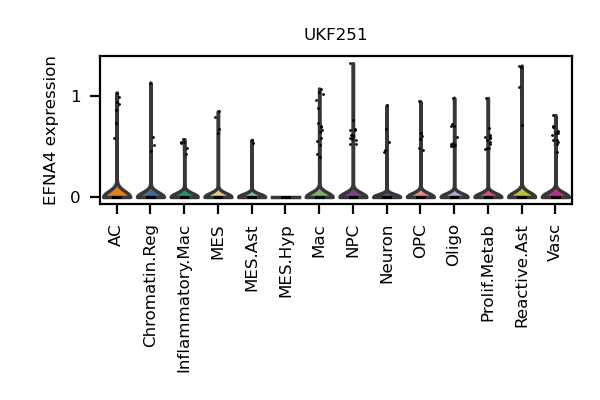 UKF251
EFNA4 expression
1
0
AC
Chromatin.Reg
Inflammatory.Mac
MES
MES.Ast
MES.Hyp
Mac
NPC
Neuron
OPC
Oligo
Prolif.Metab
Reactive.Ast
Vasc